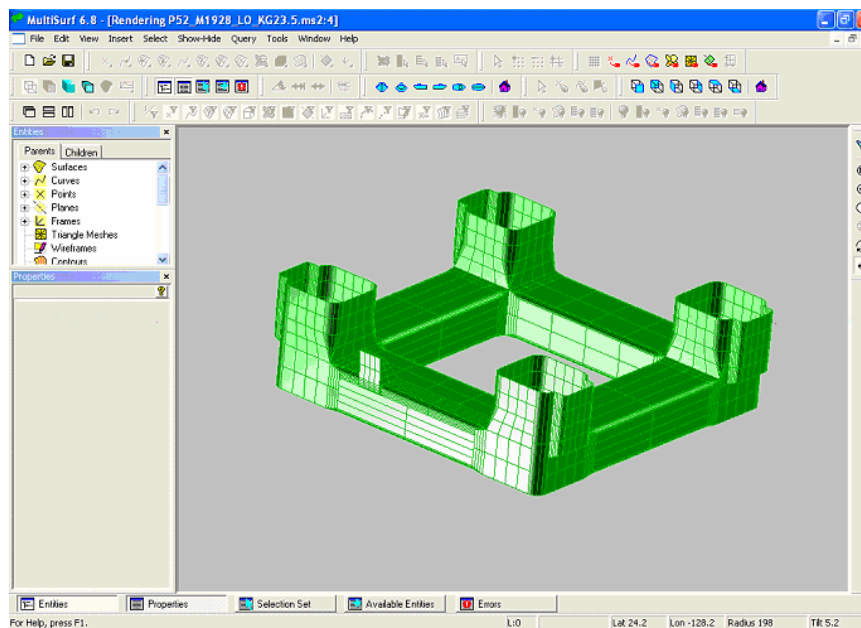 MultiSurf 6.8 - [Rendering P52_M1928_LO_KG23.5.ms2:4]
File Edit View Insert Select Show-Hide Query Tools Window Help
Entities
Parents Children
Surfaces
Curves
Points
Planes
Frames
Triangle Meshes
Wireframes
Contours
Properties
Entities Properties Selection Set Available Entities Errors
For Help, press F1. L:0 Lat 24.2 Lon -128.2 Radius 198 Tilt 5.2